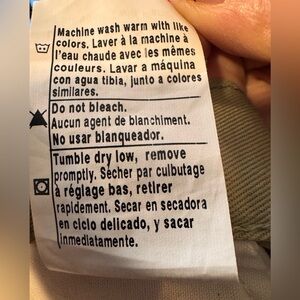 Machine wash warm with like
colors. Laver à la machine à
l'eau chaude avec les mêmes
couleurs. Lavar a máquina
con agua tibia, junto a colores
similares.
Do not bleach.
Aucun agent de blanchiment.
No usar blanqueador.
Tumble dry low, remove
promptly. Sécher par culbutage
à réglage bas, retirer
rapidement. Secar en secadora
en ciclo delicado, y sacar
inmediatamente.